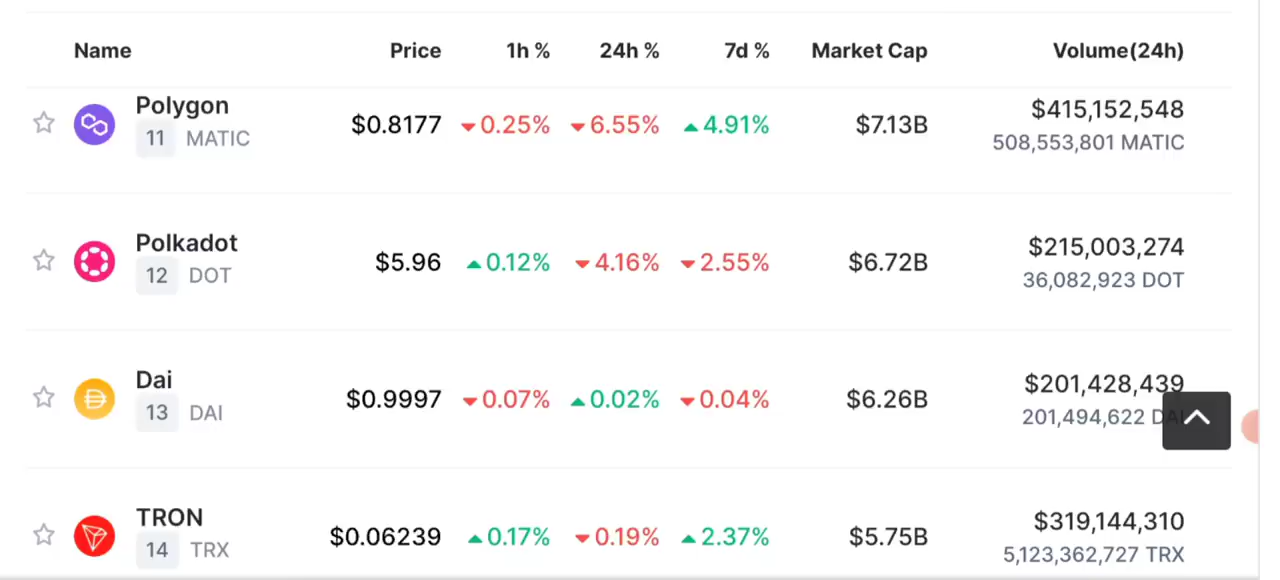 Name Price 1h % 24h % 7d % Market Cap Volume(24h)
Polygon
11 MATIC
$0.8177 0.25% 6.55% 4.91% $7.13B
$415,152,548
508,553,801 MATIC
Polkadot
12 DOT
$5.96 0.12% 4.16% 2.55% $6.72B
$215,003,274
36,082,923 DOT
Dai
13 DAI
$0.9997 0.07% 0.02% 0.04% $6.26B
$201,428,439
201,494,622 DAI
TRON
14 TRX
$0.06239 0.17% 0.19% 2.37% $5.75B
$319,144,310
5,123,362,727 TRX